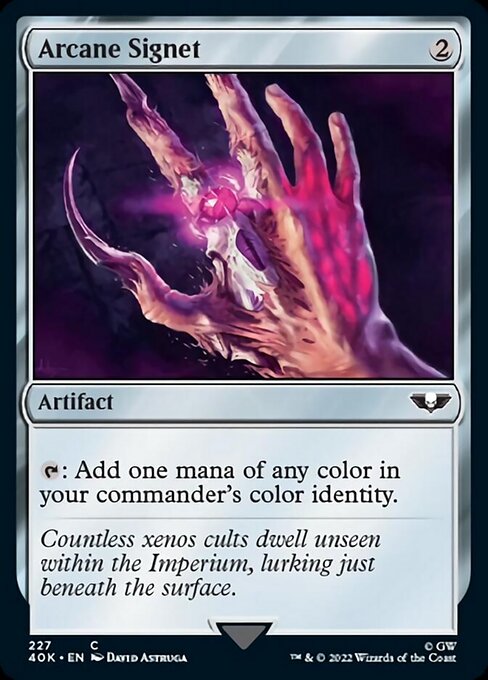 Arcane Signet 2
Artifact
: Add one mana of any color in
your commander's color identity.
Countless xenos cults dwell unseen
within the Imperium, lurking just
beneath the surface.
227 C
40K • EN David Astruga
© GW
™ & © 2022 Wizards of the Coast